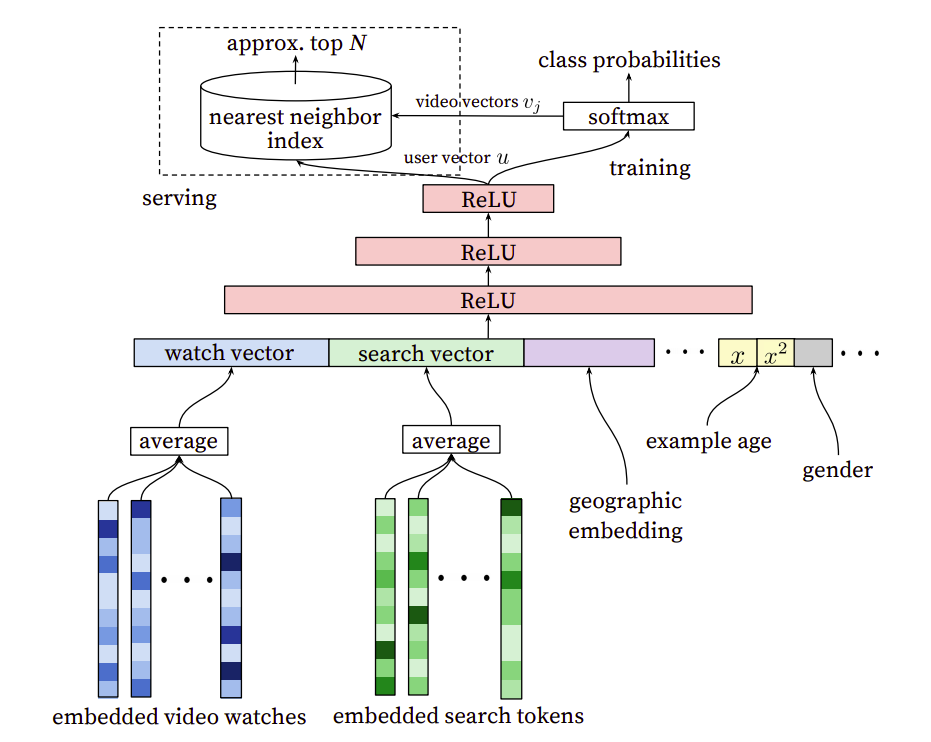 approx. top N
class probabilities
nearest neighbor
index
video vectors v_j
softmax
user vector u
training
serving
ReLU
ReLU
ReLU
watch vector
search vector
...
x
x²
...
average
average
example age
gender
geographic
embedding
...
...
embedded video watches
embedded search tokens